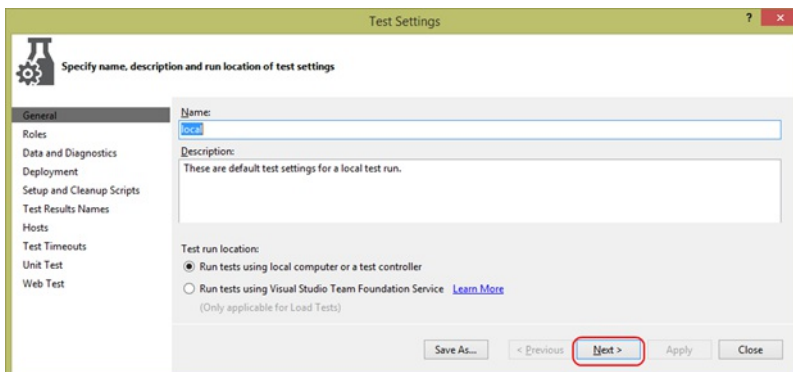 Test Settings
?
Specify name, description and run location of test settings
General
Roles
Data and Diagnostics
Deployment
Setup and Cleanup Scripts
Test Results Names
Hosts
Test Timeouts
Unit Test
Web Test
Name:
local
Description:
These are default test settings for a local test run.
Test run location:
Run tests using local computer or a test controller
Run tests using Visual Studio Team Foundation Service Learn More
(Only applicable for Load Tests)
Save As... < Previous Next > Apply Close